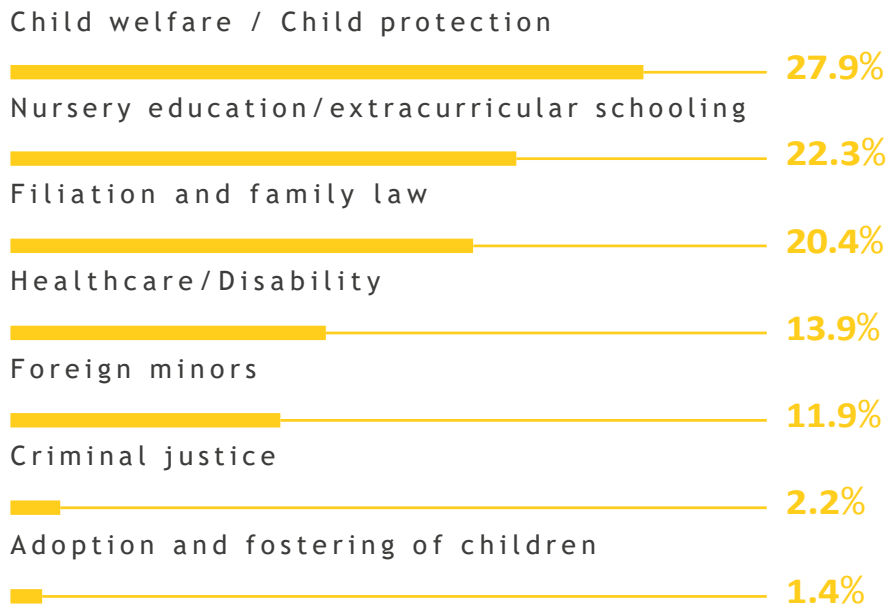 Child welfare / Child protection
27.9%
Nursery education/extracurricular schooling
22.3%
Filiation and family law
20.4%
Healthcare/Disability
13.9%
Foreign minors
11.9%
Criminal justice
2.2%
Adoption and fostering of children
1.4%